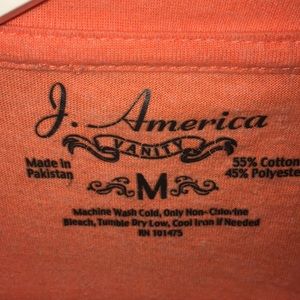 J. America
VANITY
Made in
Pakistan
55% Cotton
45% Polyeste
M
Machine Wash Cold, Only Non-Chlorine
Bleach, Tumble Dry Low, Cool Iron if Needed
RN 101475